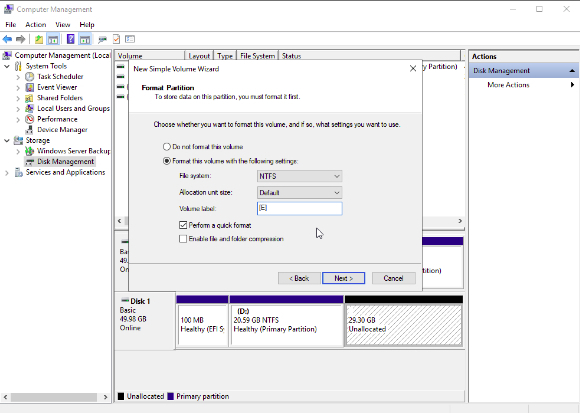 Computer Management
File Action View Help
Computer Management (Local
System Tools
Task Scheduler
Event Viewer
Shared Folders
Local Users and Groups
Performance
Device Manager
Storage
Windows Server Backup
Disk Management
Services and Applications
Volume Layout Type File System Status
ry Partition)
New Simple Volume Wizard
Format Partition
To store data on this partition, you must format it first.
Choose whether you want to format this volume, and if so, what settings you want to use.
Do not format this volume
Format this volume with the following settings:
File system: NTFS
Allocation unit size: Default
Volume label: [E]
Perform a quick format
Enable file and folder compression
< Back Next > Cancel
Ba
49.
On
tition)
Disk 1
Basic
49.98 GB
Online
100 MB
Healthy (EFI Sy
(D:)
20.59 GB NTFS
Healthy (Primary Partition)
29.30 GB
Unallocated
Unallocated Primary partition
Actions
Disk Management
More Actions